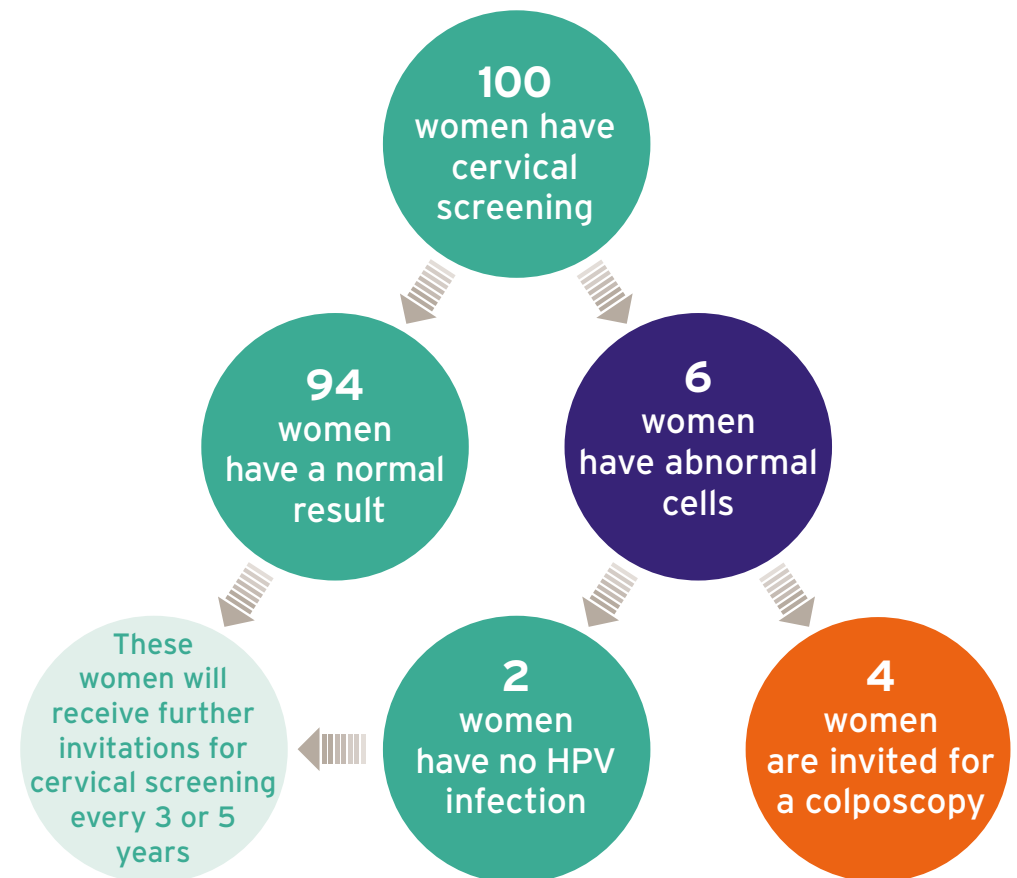 100
women have
cervical
screening
94
women
have a normal
result
6
women
have abnormal
cells
These
women will
receive further
invitations for
cervical screening
every 3 or 5
years
2
women
have no HPV
infection
4
women
are invited for
a colposcopy